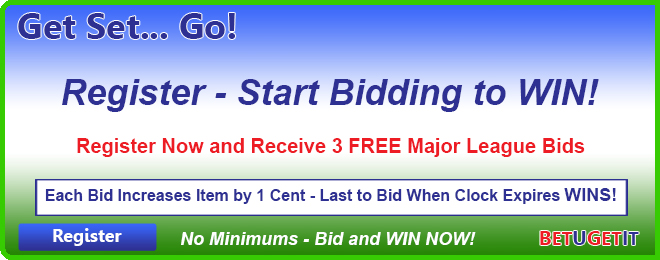 Get Set... Go!
Register - Start Bidding to WIN!
Register Now and Receive 3 FREE Major League Bids
Each Bid Increases Item by 1 Cent - Last to Bid When Clock Expires WINS!
Register
No Minimums - Bid and WIN NOW!
BETUGETIT